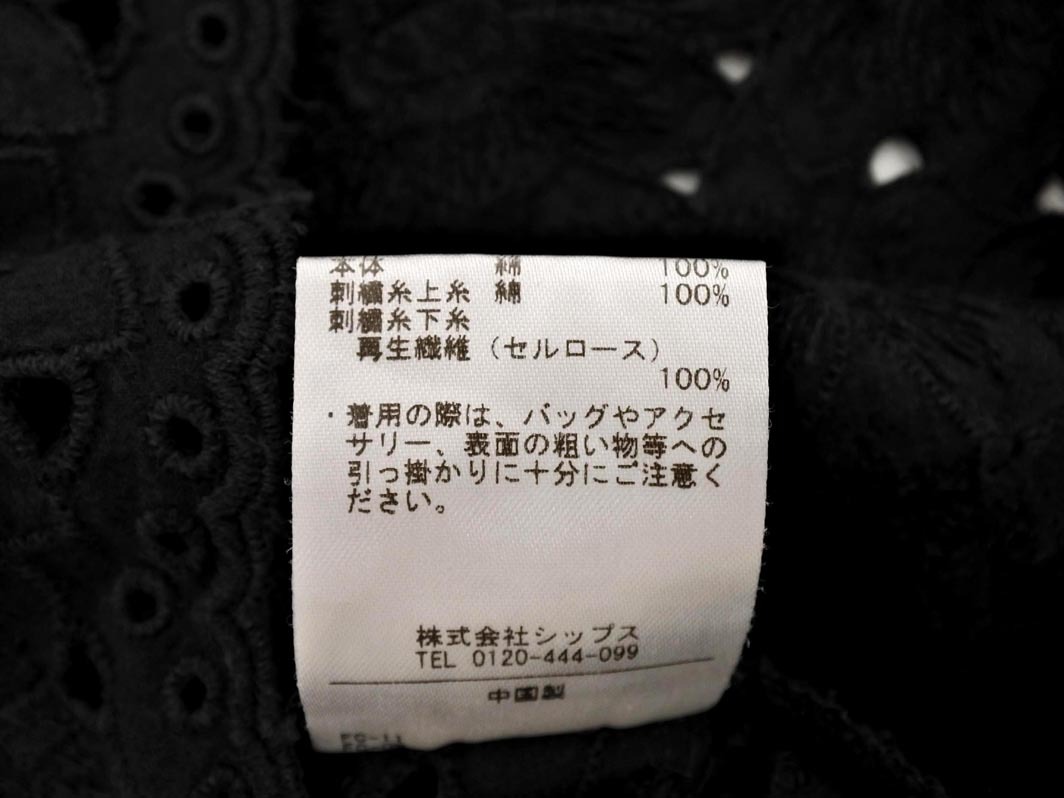 本体 綿 100%
刺繍糸上糸 綿 100%
刺繍糸下糸
再生繊維（セルロース）
100%
・着用の際は、バッグやアクセ
サリー、表面の粗い物等への
引っ掛かりに十分にご注意く
ださい。
株式会社シップス
TEL 0120-444-099
中国製